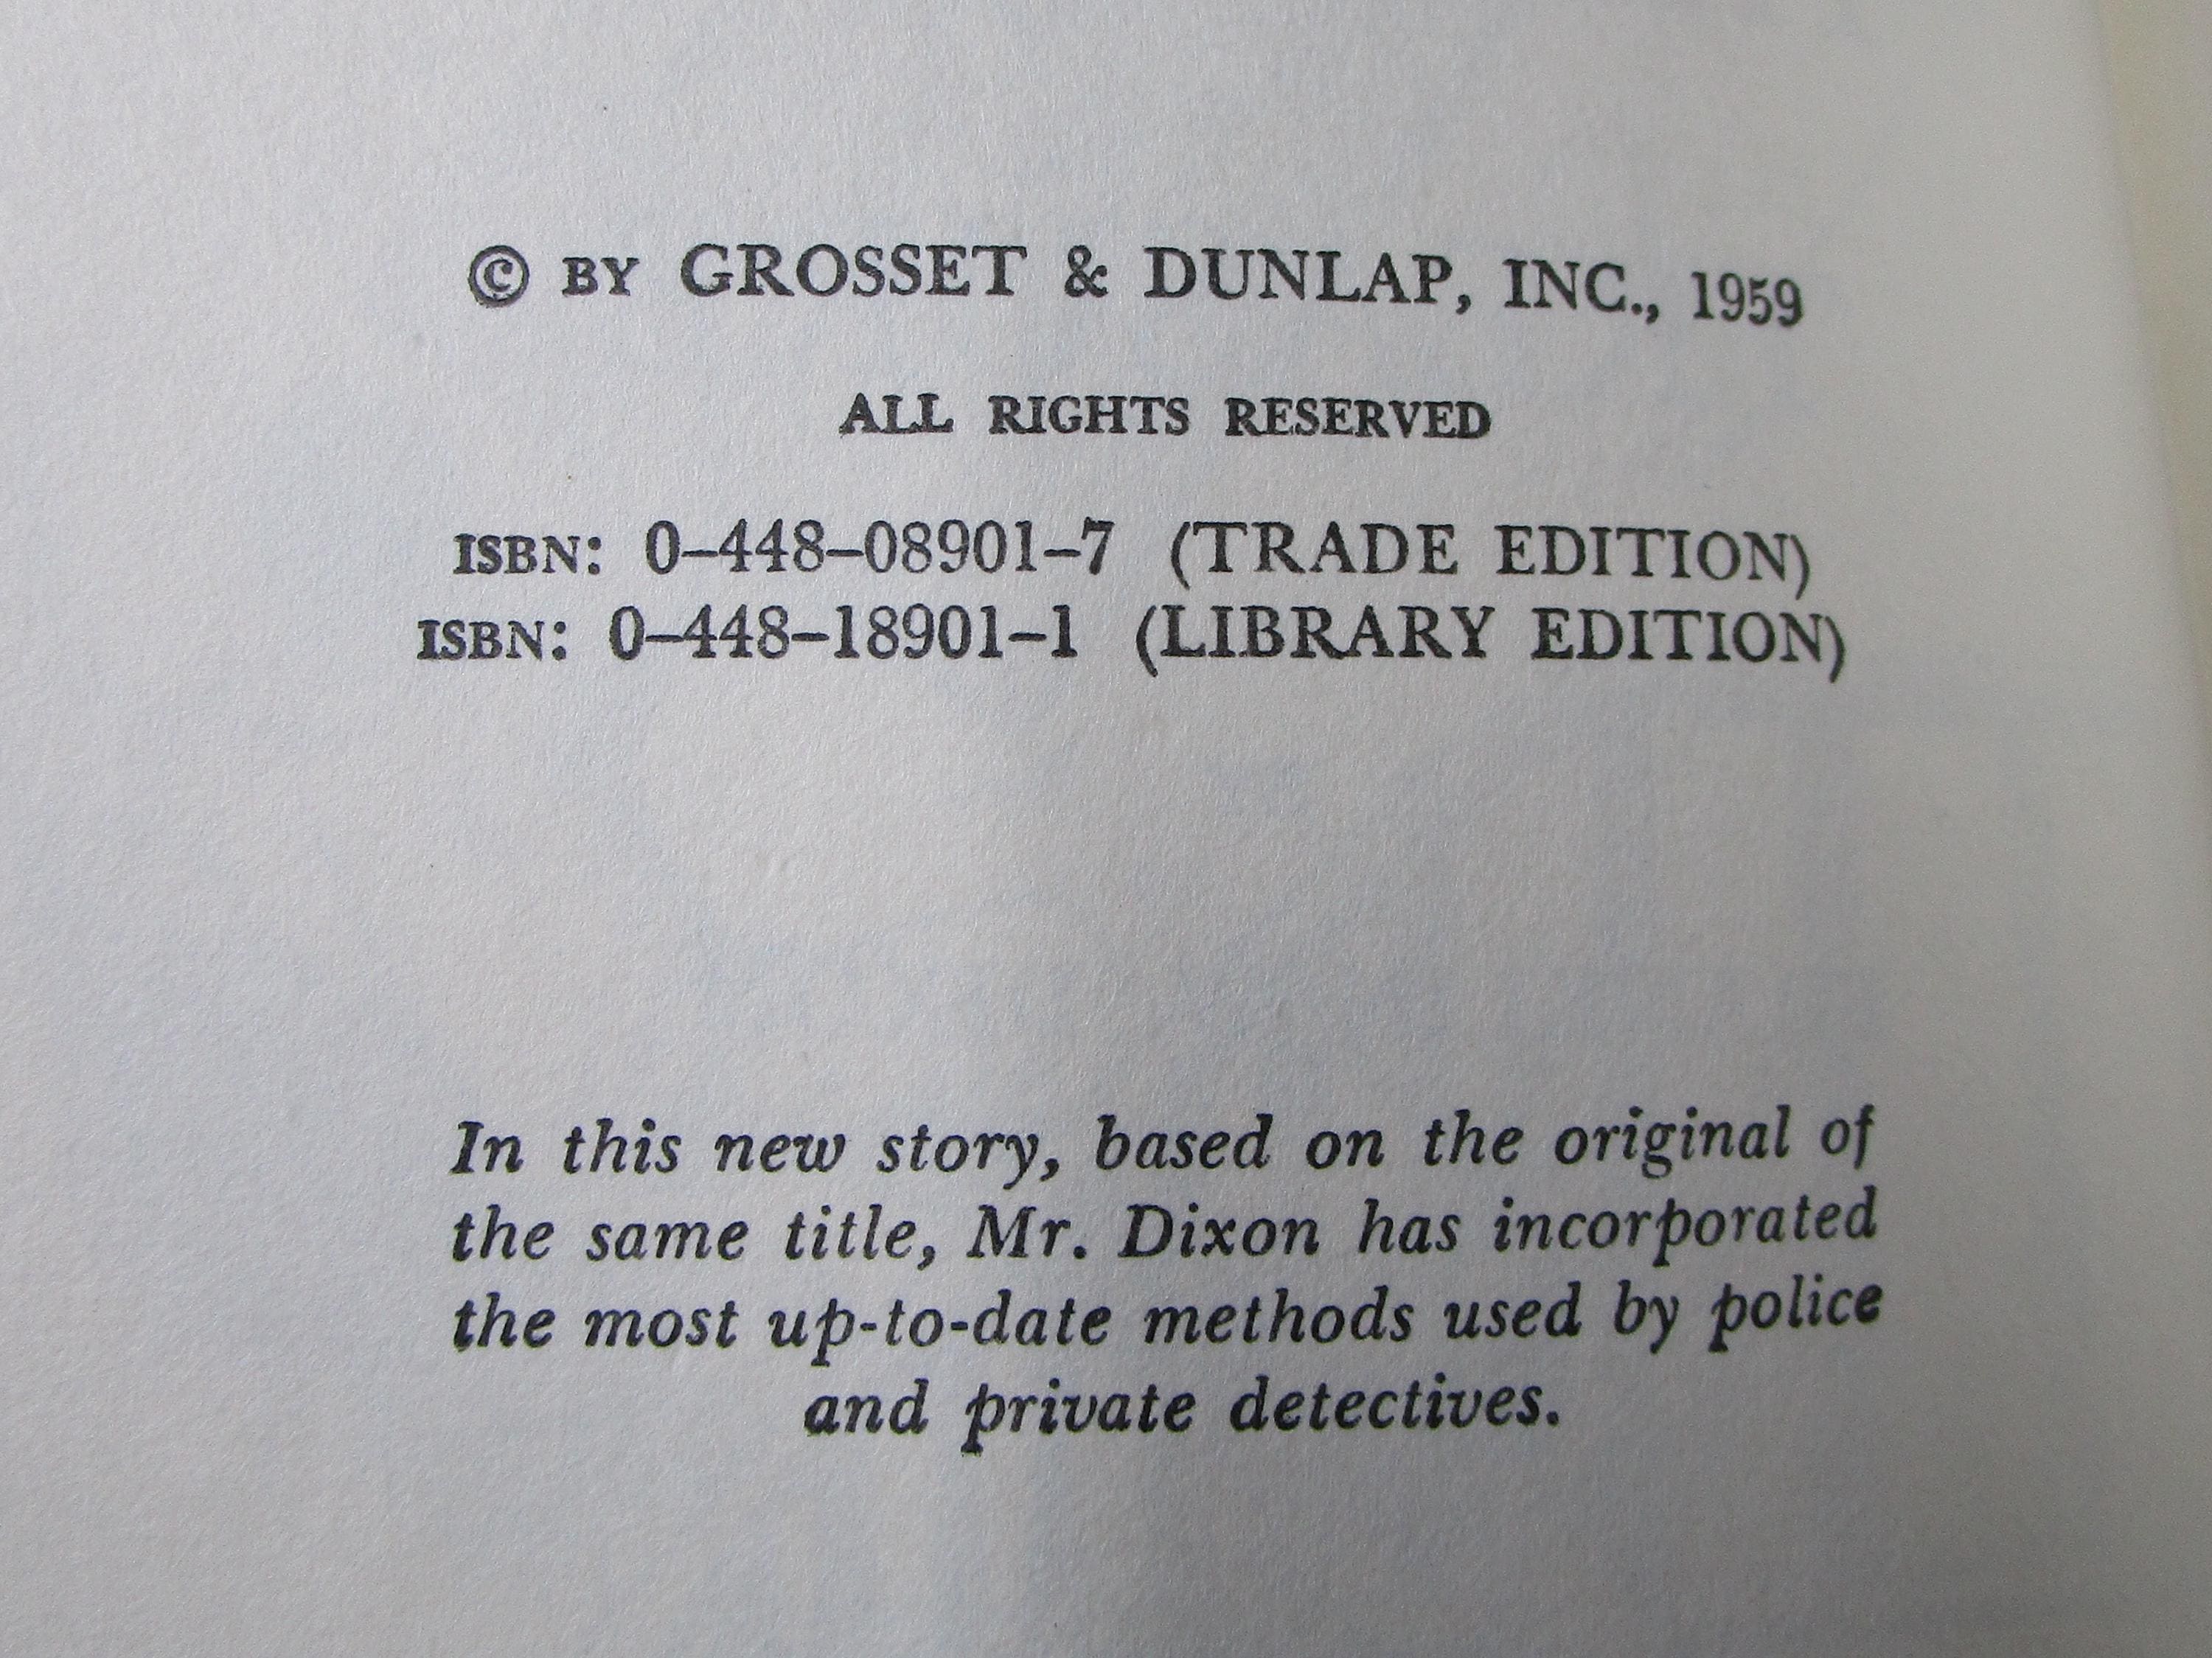 © BY GROSSET & DUNLAP, INC., 1959
ALL RIGHTS RESERVED
ISBN: 0–448–08901–7 (TRADE EDITION)
ISBN: 0–448–18901–1 (LIBRARY EDITION)
In this new story, based on the original of
the same title, Mr. Dixon has incorporated
the most up-to-date methods used by police
and private detectives.